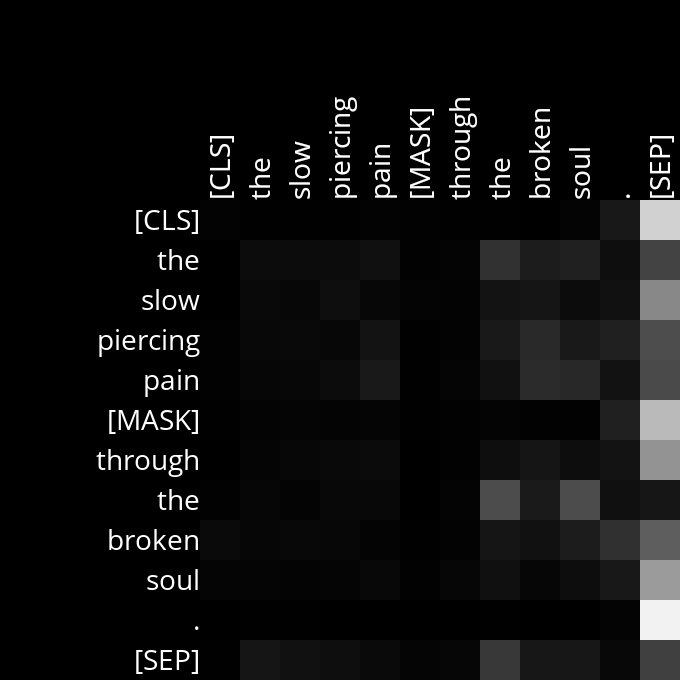 [CLS]
the
slow
piercing
pain
[MASK]
through
the
broken
soul
.
[SEP]
[CLS]
the
slow
piercing
pain
[MASK]
through
the
broken
soul
.
[SEP]